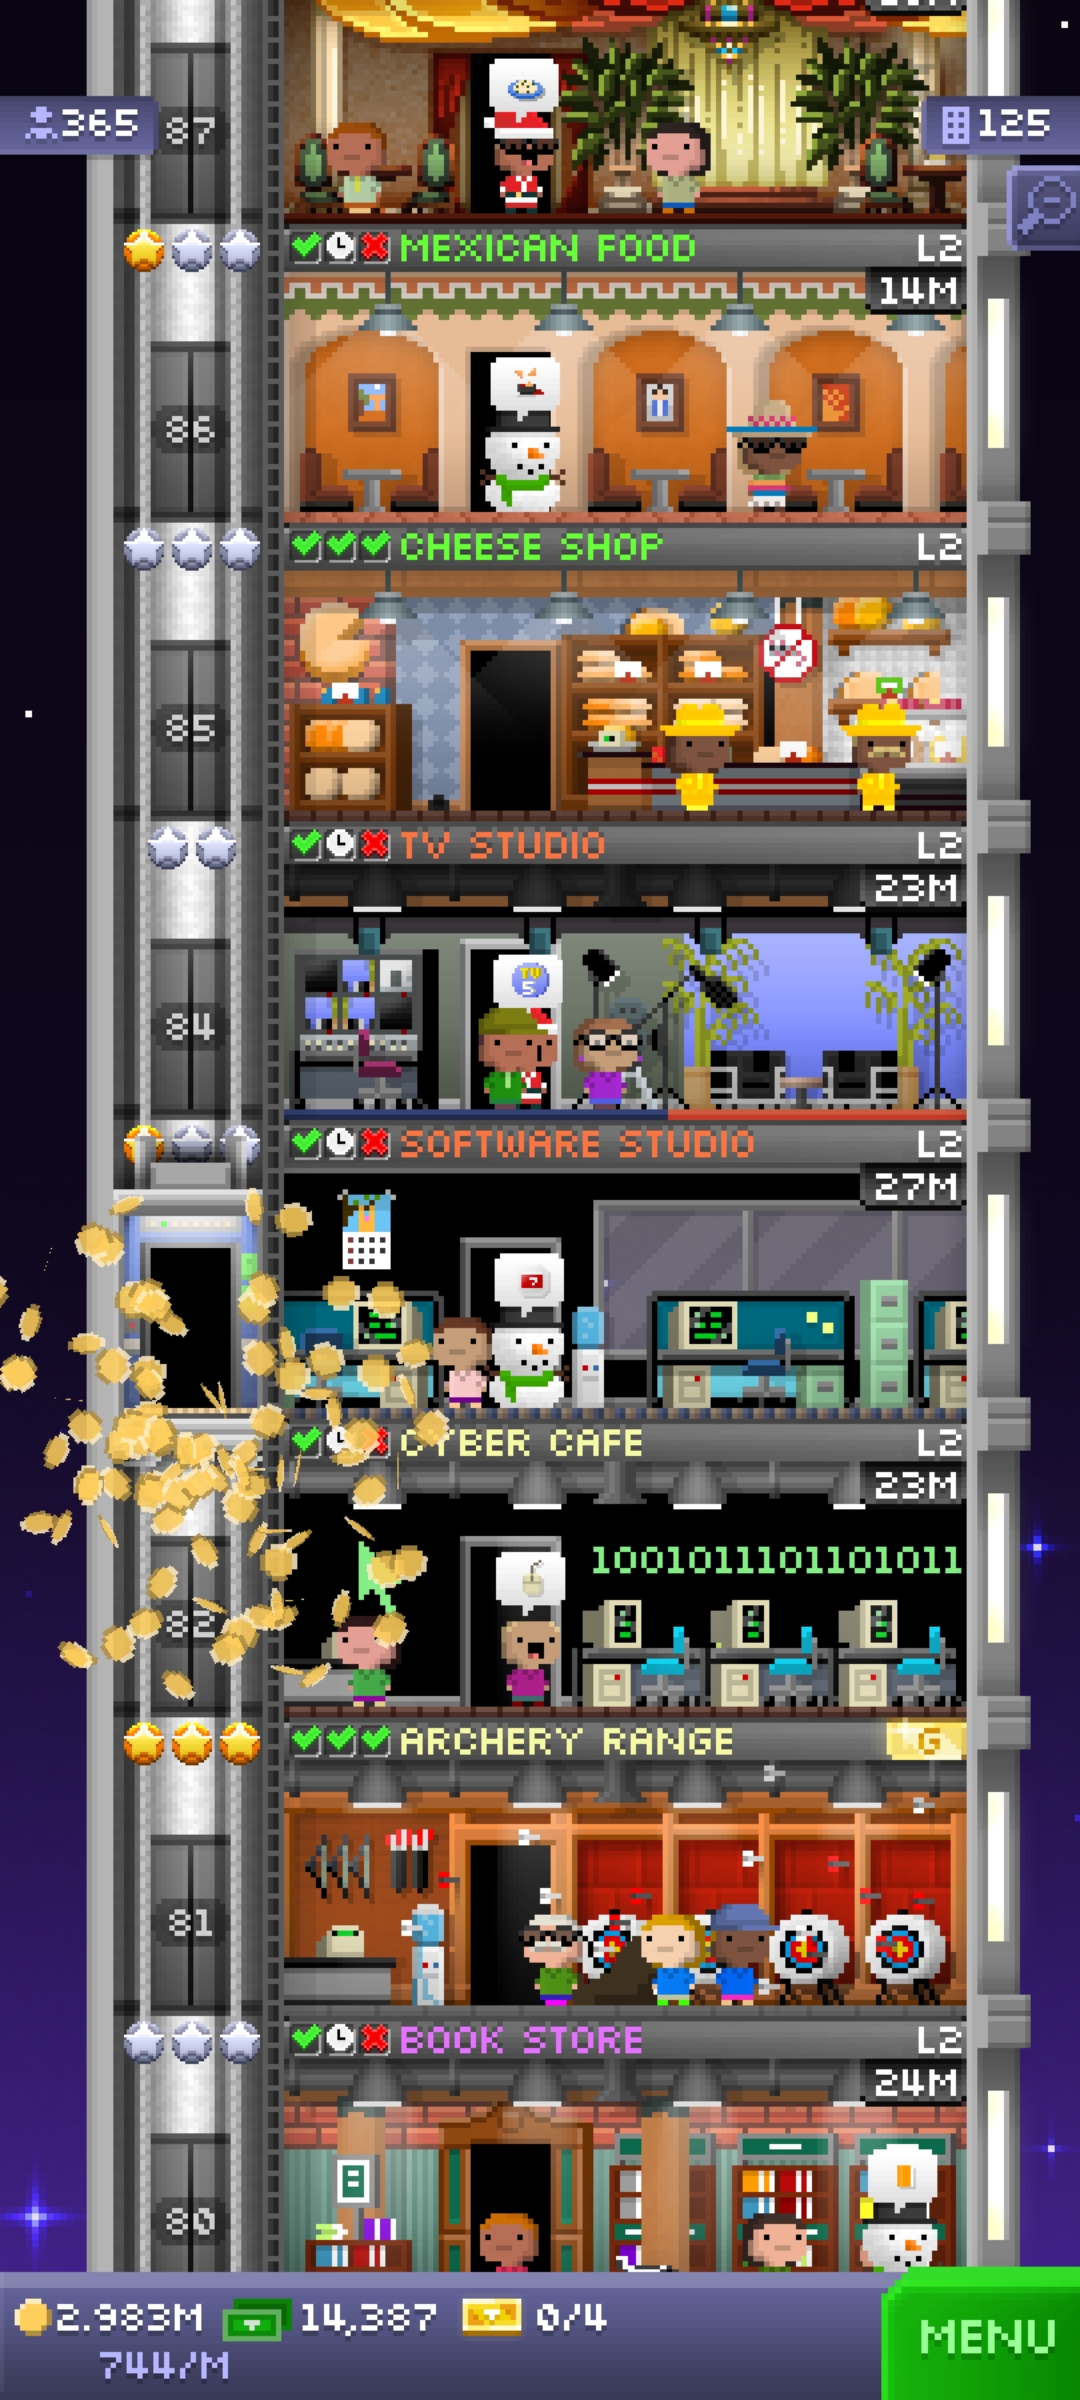 365
87
125
MEXICAN FOOD L2
14M
86
CHEESE SHOP L2
85
TV STUDIO L2
23M
TV
5
84
SOFTWARE STUDIO L2
27M
CYBER CAFE L2
23M
1001011101101011
82
ARCHERY RANGE G
81
BOOK STORE L2
24M
80
2.983M 14,387 0/4
744/M
MENU